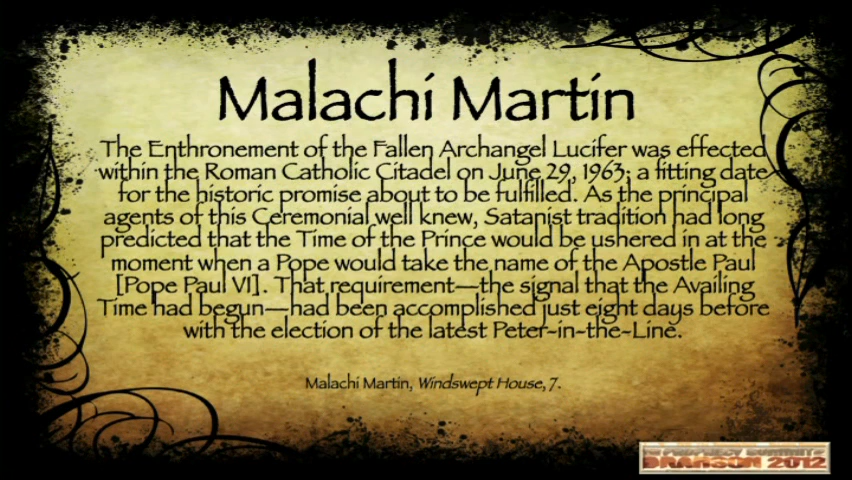 Malachi Martin
The Enthronement of the Fallen Archangel Lucifer was effected
within the Roman Catholic Citadel on June 29, 1963; a fitting date
for the historic promise about to be fulfilled. As the principal
agents of this Ceremonial well knew, Satanist tradition had long
predicted that the Time of the Prince would be ushered in at the
moment when a Pope would take the name of the Apostle Paul
[Pope Paul VI]. That requirement—the signal that the Availing
Time had begun—had been accomplished just eight days before
with the election of the latest Peter-in-the-Line.
Malachi Martin, Windswept House, 7.
PROPHECY SUMMIT
BRANSON 2012